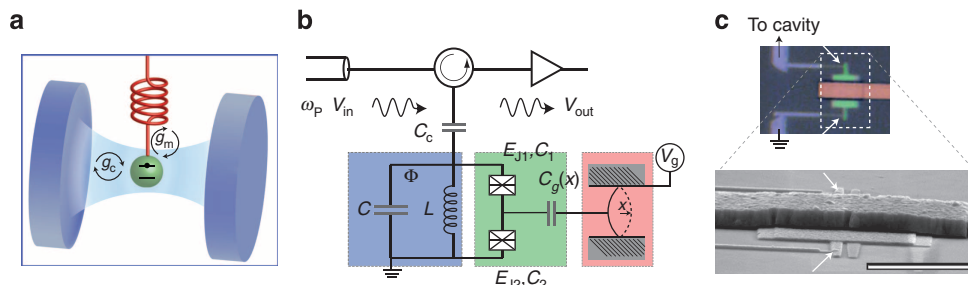 a
g_m
g_c
b
ω_P V_in
V_out
C_c
E_J1, C_1
V_g
Φ
C_g(x)
C
L
x
E_J2, C_2
c
To cavity